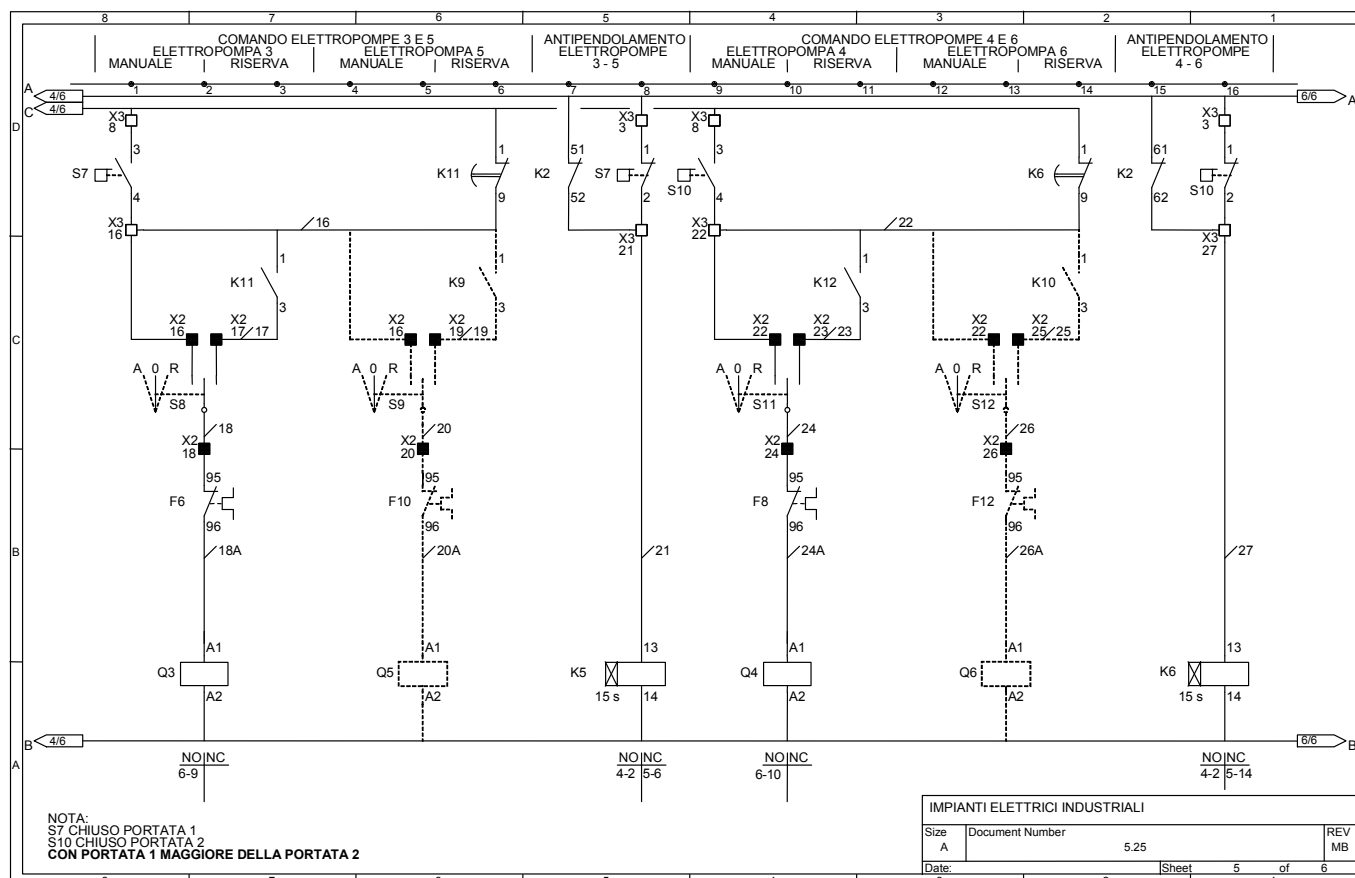 8 7 6 5 4 3 2 1
COMANDO ELETTROPOMPE 3 E 5
ELETTROPOMPA 3
MANUALE RISERVA
ELETTROPOMPA 5
MANUALE RISERVA
ANTIPENDOLAMENTO
ELETTROPOMPE
3 - 5
COMANDO ELETTROPOMPE 4 E 6
ELETTROPOMPA 4
MANUALE RISERVA
ELETTROPOMPA 6
MANUALE RISERVA
ANTIPENDOLAMENTO
ELETTROPOMPE
4 - 6
A 4/6 1 2 3 4 5 6 7 8 9 10 11 12 13 14 15 16 6/6 A
C 4/6
D
X3 8 X3 3 X3 8 X3 3
3 1 51 1 3 1 61 1
S7 K11 K2 S7 S10 K6 K2 S10
4 9 52 2 4 9 62 2
X3 16 16 X3 21 X3 22 22 X3 27
1 1 1 1
K11 K9 K12 K10
3 3 3 3
C
X2 16 X2 17 17 X2 16 X2 19 19 X2 22 X2 23 23 X2 22 X2 25 25
A 0 R A 0 R A 0 R A 0 R
S8 S9 S11 S12
18 20 24 26
X2 18 X2 20 X2 24 X2 26
95 95 95 95
F6 F10 F8 F12
96 96 96 96
B
18A 20A 21 24A 26A 27
A1 A1 13 A1 A1 13
Q3 Q5 K5 Q4 Q6 K6
A2 A2 15 s 14 A2 A2 15 s 14
B 4/6 6/6 B
A
NO NC NO NC NO NC NO NC
6-9 4-2 5-6 6-10 4-2 5-14
NOTA:
S7 CHIUSO PORTATA 1
S10 CHIUSO PORTATA 2
CON PORTATA 1 MAGGIORE DELLA PORTATA 2
IMPIANTI ELETTRICI INDUSTRIALI
Size Document Number REV
A 5.25 MB
Date: Sheet 5 of 6